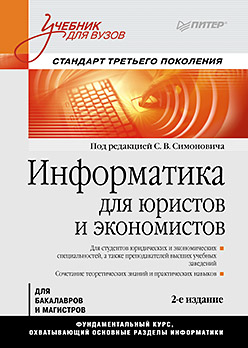 Учебник
для вузов
ПИТЕР®
СТАНДАРТ ТРЕТЬЕГО ПОКОЛЕНИЯ
Под редакцией С. В. Симоновича
Информатика
для юристов
и экономистов
Для студентов юридических и экономических
специальностей, а также преподавателей высших учебных
заведений
Сочетание теоретических знаний и практических навыков
ДЛЯ
БАКАЛАВРОВ
И МАГИСТРОВ
2-е издание
ФУНДАМЕНТАЛЬНЫЙ КУРС,
ОХВАТЫВАЮЩИЙ ОСНОВНЫЕ РАЗДЕЛЫ ИНФОРМАТИКИ